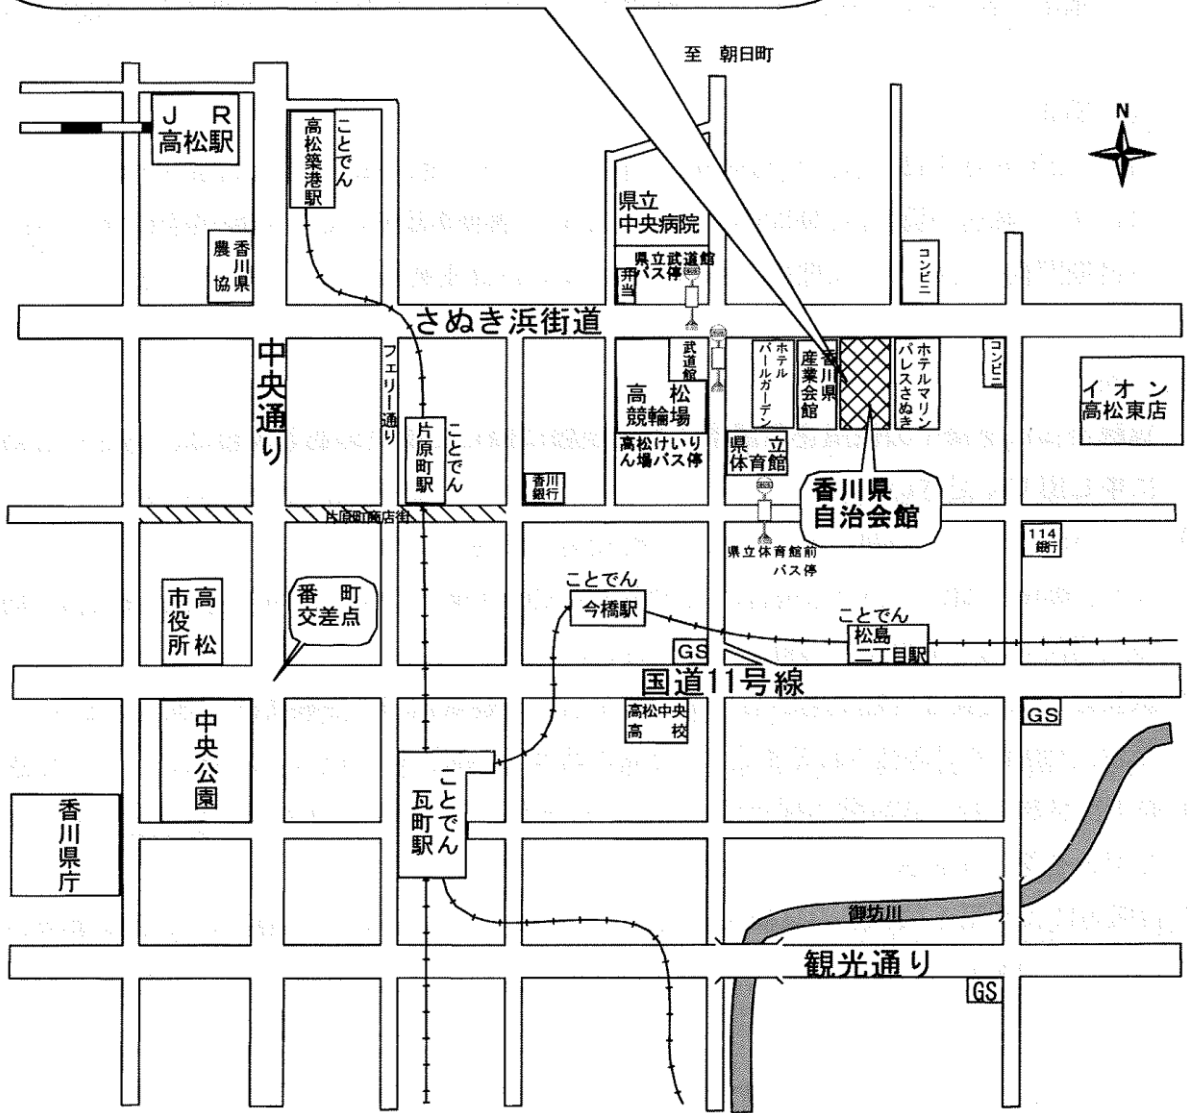 至　朝日町
N
J　R
高松駅
ことでん
高松築港駅
県立
中央病院
香川県
農協
県立武道館
バス停
弁当
コンビニ
さぬき浜街道
中央通り
フェリー通り
武道館
高　松
競輪場
高松けいり
ん場バス停
ホテル
パールガーデン
香川県
産業会館
ホテルマリン
パレスさぬき
コンビニ
イオン
高松東店
県　立
体育館
ことでん
片原町駅
香川
銀行
片原町商店街
香川県
自治会館
県立体育館前
バス停
114
銀行
高松
市役所
番　町
交差点
ことでん
今橋駅
ことでん
松島
二丁目駅
GS
国道11号線
高松中央
高　校
GS
中央公園
ことでん
瓦町駅
香川県庁
御坊川
観光通り
GS